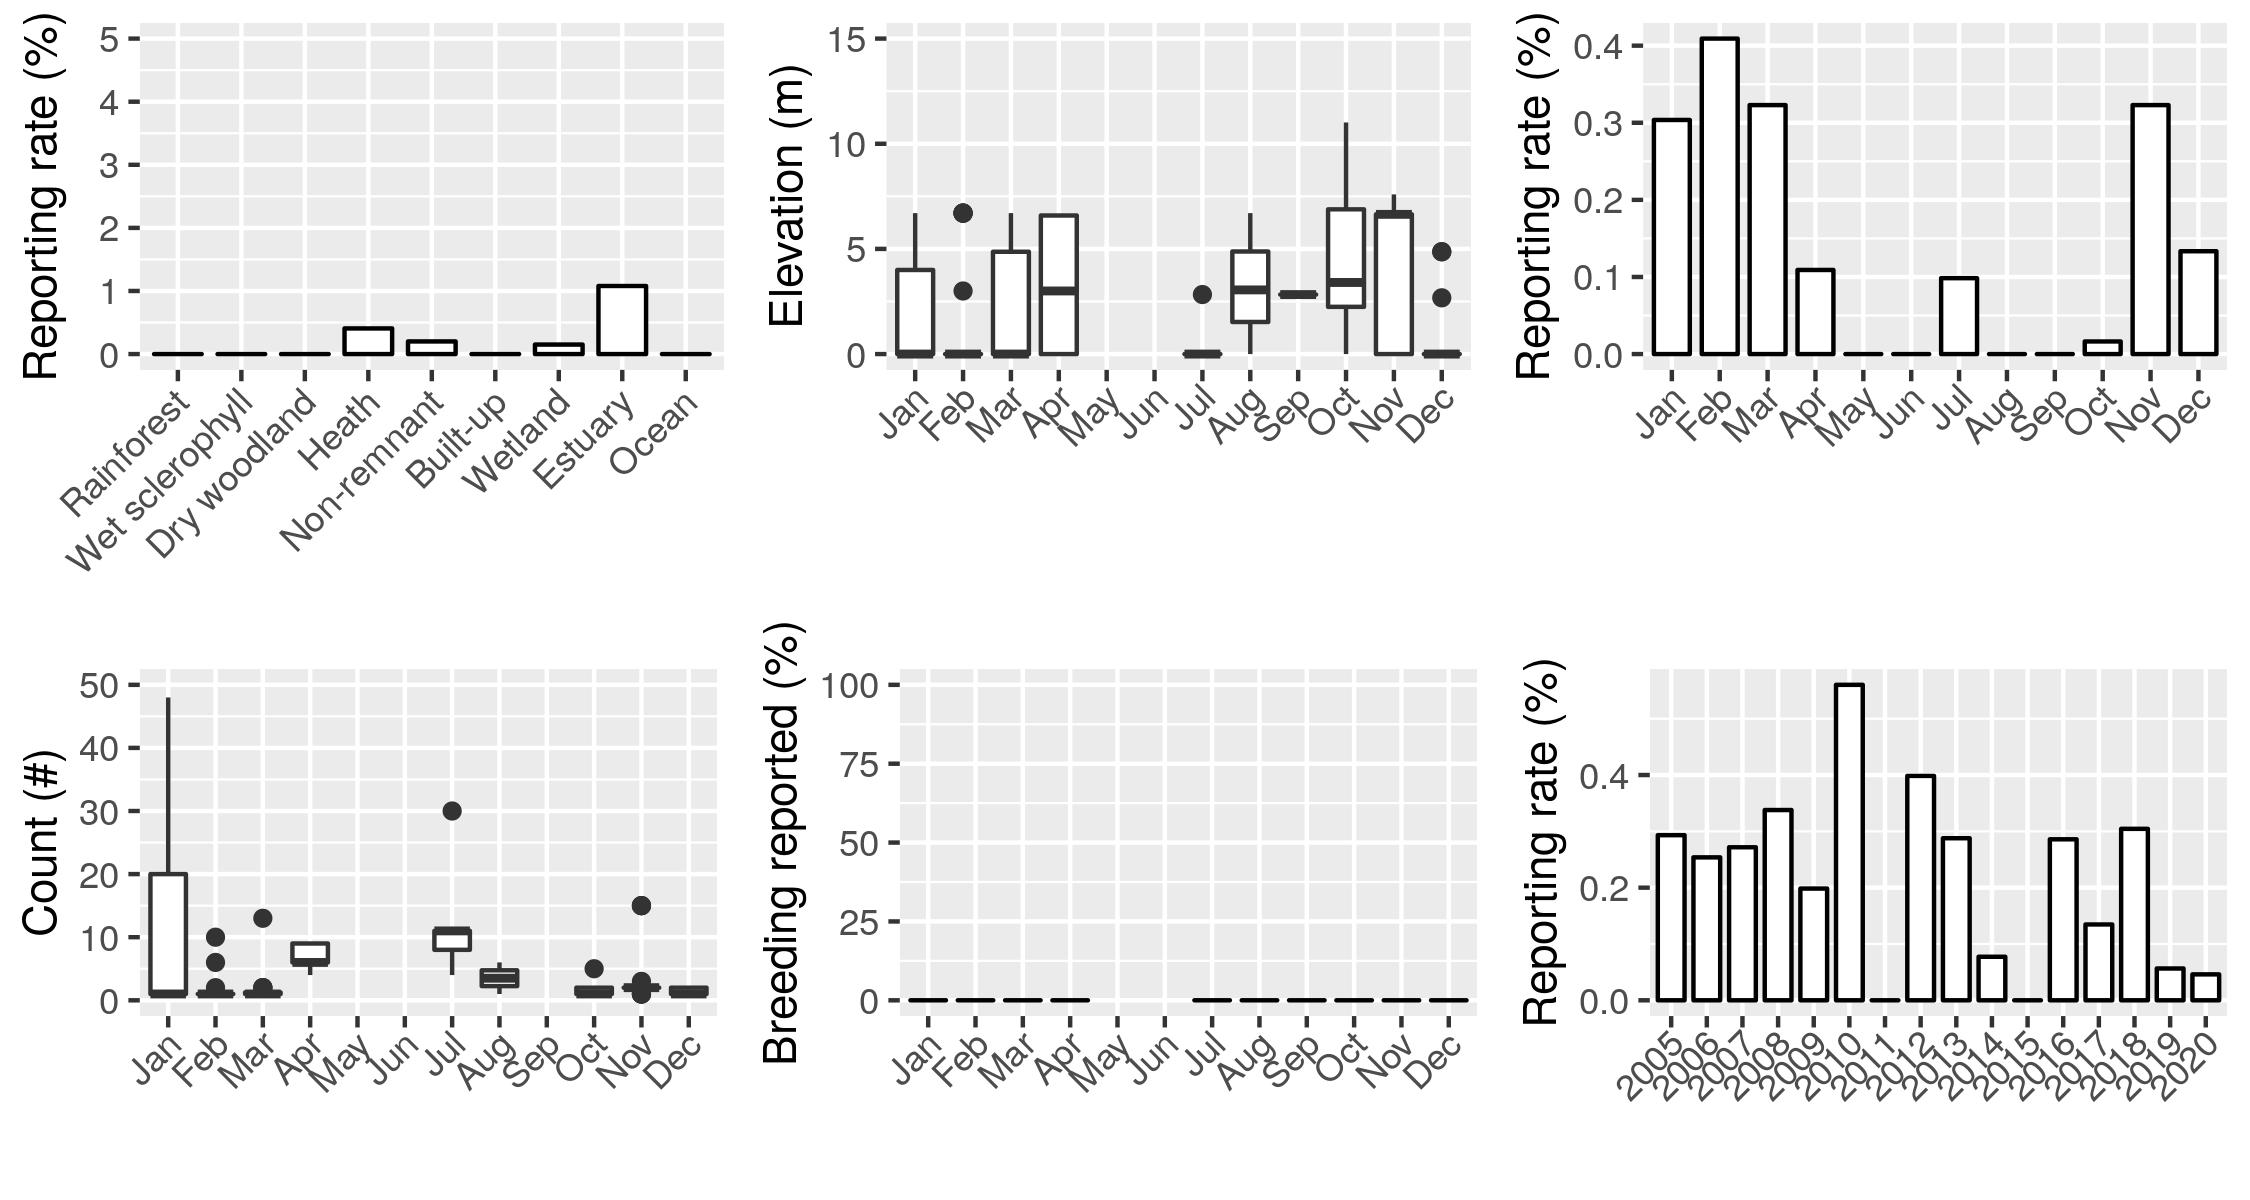 Reporting rate (%)
5
4
3
2
1
0
Rainforest
Wet sclerophyll
Dry woodland
Heath
Non-remnant
Built-up
Wetland
Estuary
Ocean
Elevation (m)
15
10
5
0
Jan
Feb
Mar
Apr
May
Jun
Jul
Aug
Sep
Oct
Nov
Dec
Reporting rate (%)
0.4
0.3
0.2
0.1
0.0
Jan
Feb
Mar
Apr
May
Jun
Jul
Aug
Sep
Oct
Nov
Dec
Count (#)
50
40
30
20
10
0
Jan
Feb
Mar
Apr
May
Jun
Jul
Aug
Sep
Oct
Nov
Dec
Breeding reported (%)
100
75
50
25
0
Jan
Feb
Mar
Apr
May
Jun
Jul
Aug
Sep
Oct
Nov
Dec
Reporting rate (%)
0.4
0.2
0.0
2005
2006
2007
2008
2009
2010
2011
2012
2013
2014
2015
2016
2017
2018
2019
2020